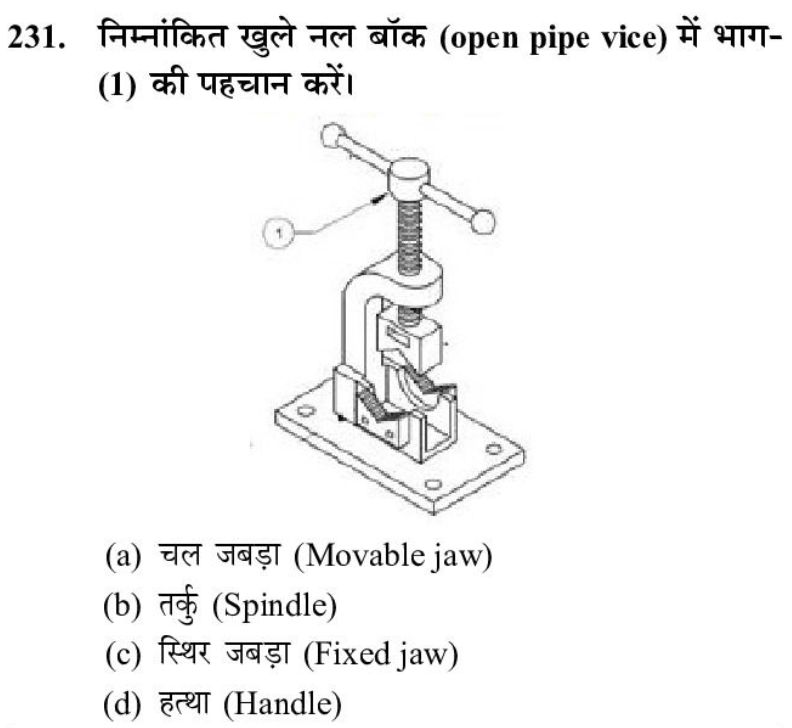 231. निम्नांकित खुले नल बॉक (open pipe vice) में भाग-
(1) की पहचान करें।
1
(a) चल जबड़ा (Movable jaw)
(b) तर्कु (Spindle)
(c) स्थिर जबड़ा (Fixed jaw)
(d) हत्था (Handle)